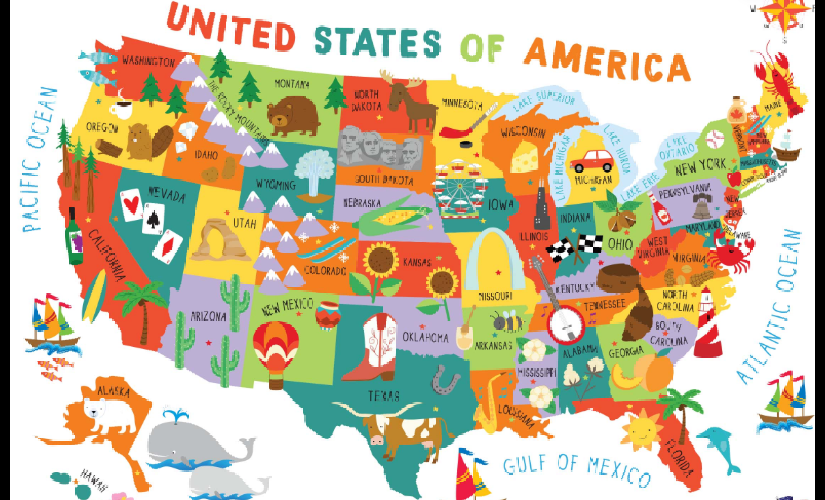 UNITED STATES OF AMERICA
WASHINGTON
MONTANA
NORTH
DAKOTA
MINNESOTA
LAKE SUPERIOR
MAINE
THE ROCKY MOUNTAINS
OREGON
IDAHO
WISCONSIN
LAKE MICHIGAN
LAKE HURON
LAKE
ONTARIO
LAKE ERIE
VERMONT
NEW YORK
PACIFIC OCEAN
WYOMING
SOUTH DAKOTA
MICHIGAN
NEVADA
UTAH
NEBRASKA
IOWA
PENNSYLVANIA
NEW
JERSEY
ILLINOIS
INDIANA
OHIO
MARYLAND
CALIFORNIA
COLORADO
KANSAS
MISSOURI
WEST
VIRGINIA
VIRGINIA
KENTUCKY
ARIZONA
NEW MEXICO
OKLAHOMA
ARKANSAS
TENNESSEE
NORTH
CAROLINA
SOUTH
CAROLINA
MISSISSIPPI
ALABAMA
GEORGIA
ATLANTIC OCEAN
TEXAS
LOUISIANA
FLORIDA
ALASKA
HAWAII
GULF OF MEXICO